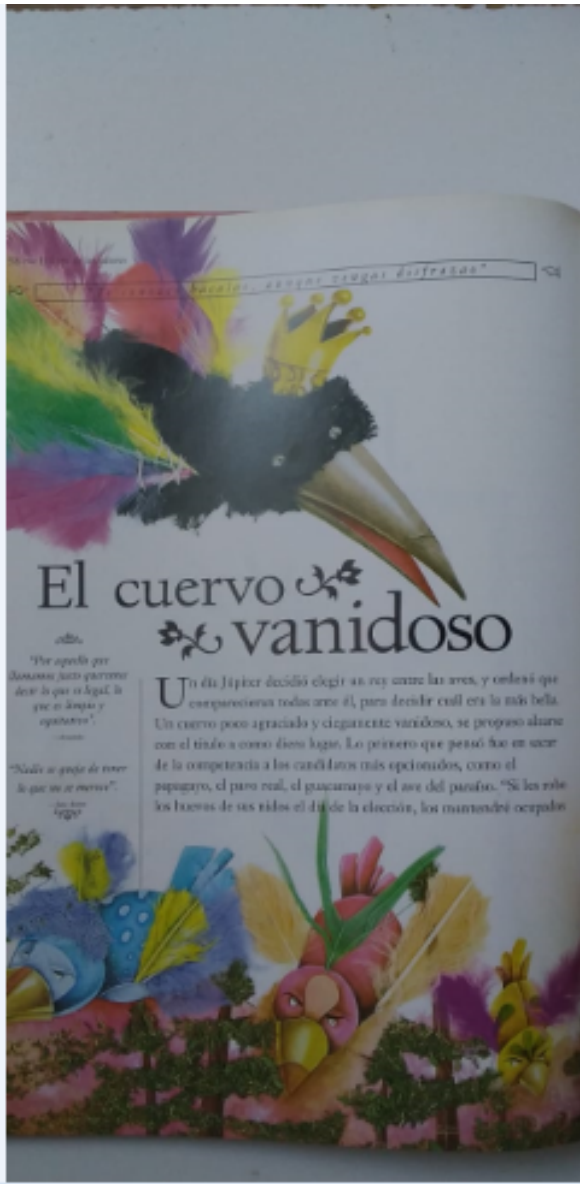 báculos, aunque tengas disfraces"
El cuervo
vanidoso
"Por aquello que
llamamos justo queremos
decir lo que es legal, lo
que es limpio y
equitativo".
"Nadie se queja de tener
lo que no se merece".
Un día Júpiter decidió elegir un rey entre las aves, y ordenó que
comparecieran todas ante él, para decidir cuál era la más bella.
Un cuervo poco agraciado y ciegamente vanidoso, se propuso alzarse
con el título a como diera lugar. Lo primero que pensó fue en sacar
de la competencia a los candidatos más opcionados, como el
papagayo, el pavo real, el guacamayo y el ave del paraíso. "Si les robo
los huevos de sus nidos el día de la elección, los mantendré ocupados